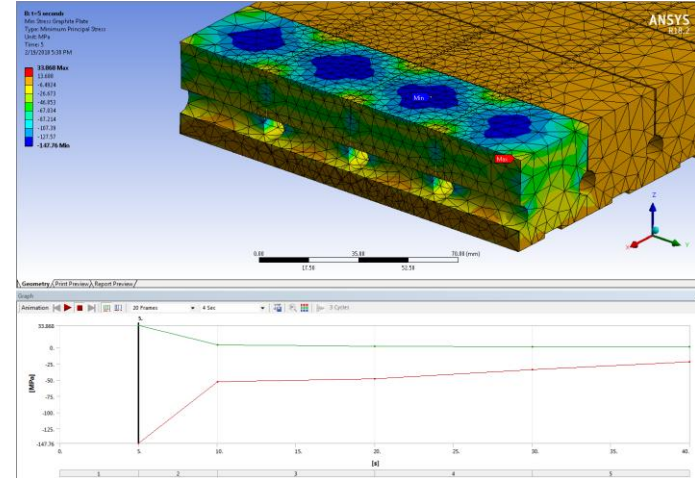 B: t=5 seconds
Min Stress Graphite Plate
Type: Minimum Principal Stress
Unit: MPa
Time: 5
2/19/2018 5:30 PM
33.868 Max
13.688
-6.4924
-26.673
-46.853
-67.034
-87.214
-107.39
-127.57
-147.76 Min
ANSYS
R18.2
Min
Max
Z
X
Y
0.00
35.00
70.00 (mm)
17.50
52.50
Geometry Print Preview Report Preview
Graph
Animation
20 Frames
4 Sec
3 Cycles
5.
33.868
0.
-25.
-50.
-75.
-100.
-125.
-147.76
[MPa]
0.
5.
10.
15.
20.
25.
30.
35.
40.
[s]
1
2
3
4
5